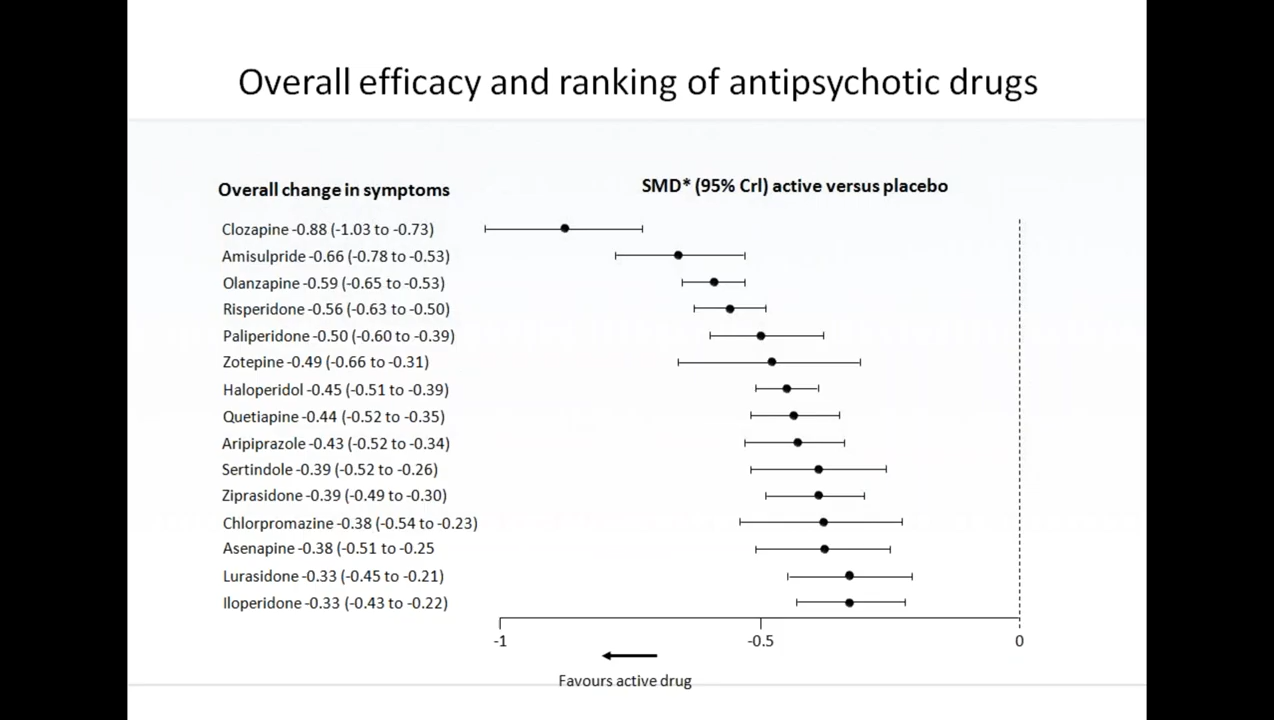 Overall efficacy and ranking of antipsychotic drugs
Overall change in symptoms
SMD* (95% Crl) active versus placebo
Clozapine -0.88 (-1.03 to -0.73)
Amisulpride -0.66 (-0.78 to -0.53)
Olanzapine -0.59 (-0.65 to -0.53)
Risperidone -0.56 (-0.63 to -0.50)
Paliperidone -0.50 (-0.60 to -0.39)
Zotepine -0.49 (-0.66 to -0.31)
Haloperidol -0.45 (-0.51 to -0.39)
Quetiapine -0.44 (-0.52 to -0.35)
Aripiprazole -0.43 (-0.52 to -0.34)
Sertindole -0.39 (-0.52 to -0.26)
Ziprasidone -0.39 (-0.49 to -0.30)
Chlorpromazine -0.38 (-0.54 to -0.23)
Asenapine -0.38 (-0.51 to -0.25
Lurasidone -0.33 (-0.45 to -0.21)
Iloperidone -0.33 (-0.43 to -0.22)
-1 -0.5 0
Favours active drug